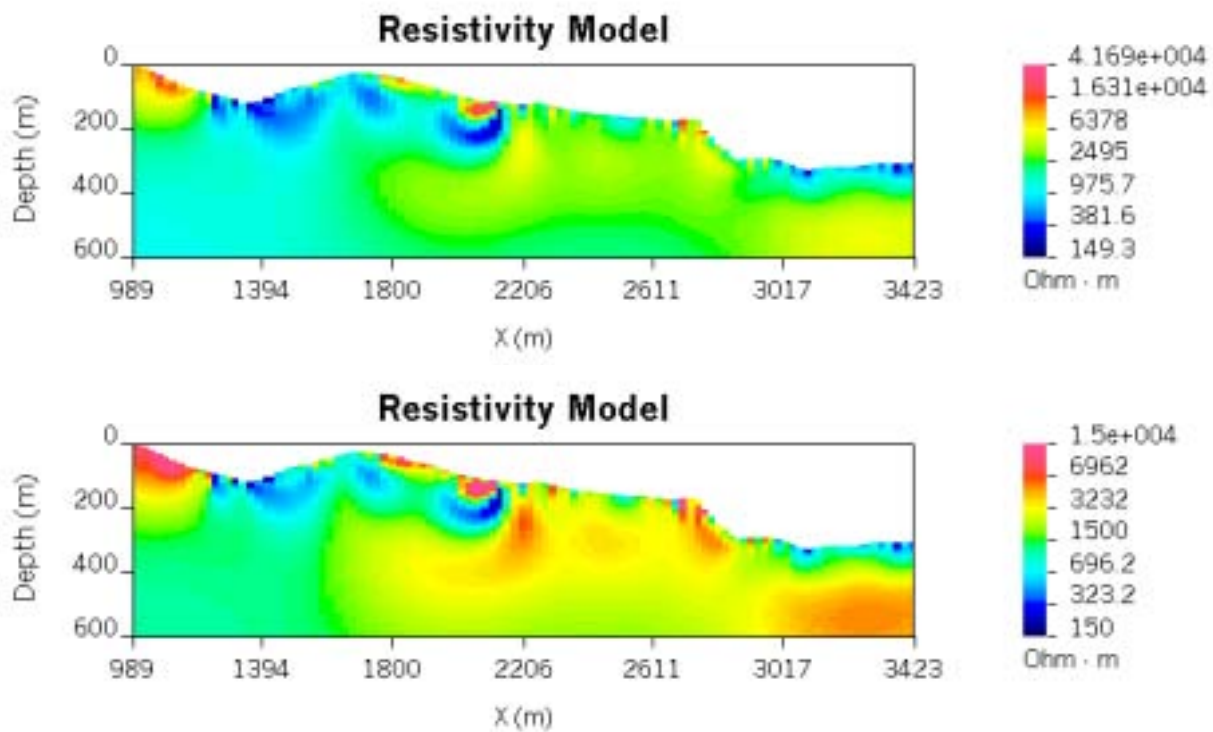 Resistivity Model
0
200
400
600
Depth (m)
989 1394 1800 2206 2611 3017 3423
X (m)
4.169e+004
1.631e+004
6378
2495
975.7
381.6
149.3
Ohm · m
Resistivity Model
0
200
400
600
Depth (m)
989 1394 1800 2206 2611 3017 3423
X (m)
1.5e+004
6962
3232
1500
696.2
323.2
150
Ohm · m